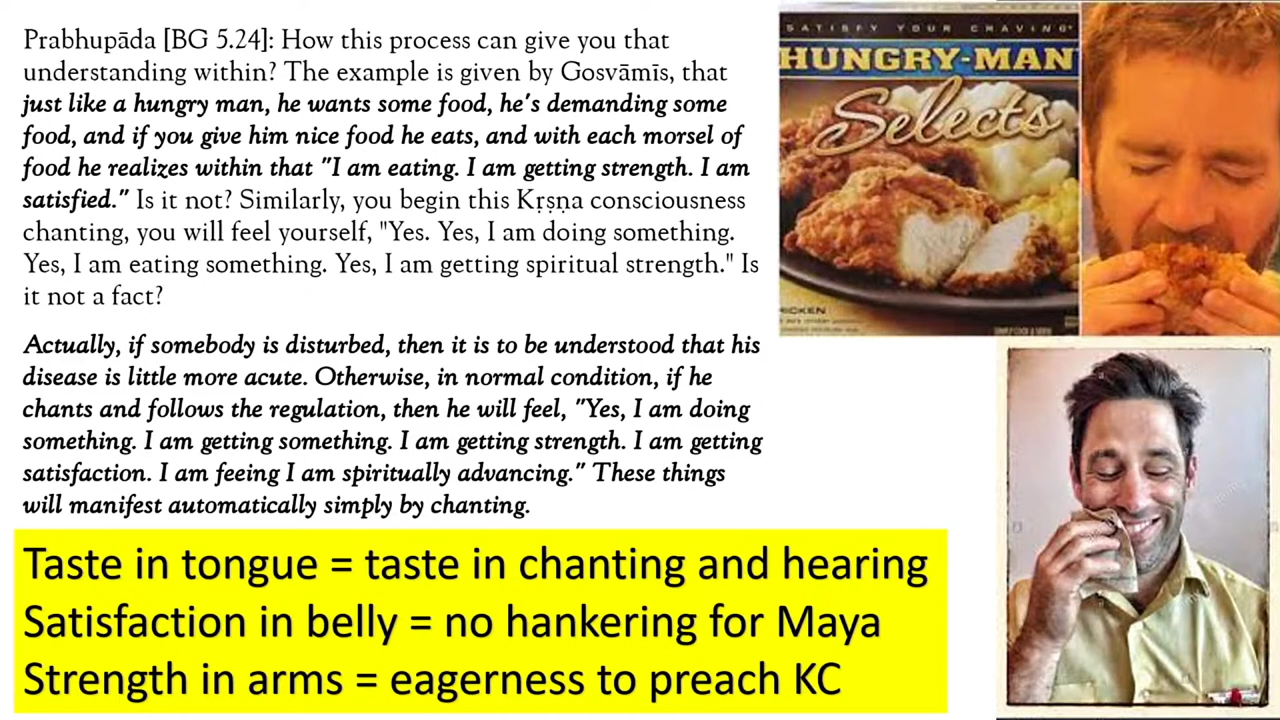 Prabhupāda [BG 5.24]: How this process can give you that
understanding within? The example is given by Gosvāmīs, that
just like a hungry man, he wants some food, he's demanding some
food, and if you give him nice food he eats, and with each morsel of
food he realizes within that "I am eating. I am getting strength. I am
satisfied." Is it not? Similarly, you begin this Kṛṣṇa consciousness
chanting, you will feel yourself, "Yes. Yes, I am doing something.
Yes, I am eating something. Yes, I am getting spiritual strength." Is
it not a fact?
Actually, if somebody is disturbed, then it is to be understood that his
disease is little more acute. Otherwise, in normal condition, if he
chants and follows the regulation, then he will feel, "Yes, I am doing
something. I am getting something. I am getting strength. I am getting
satisfaction. I am feeing I am spiritually advancing." These things
will manifest automatically simply by chanting.
Taste in tongue = taste in chanting and hearing
Satisfaction in belly = no hankering for Maya
Strength in arms = eagerness to preach KC
SATISFY YOUR CRAVING
HUNGRY-MAN
Selects